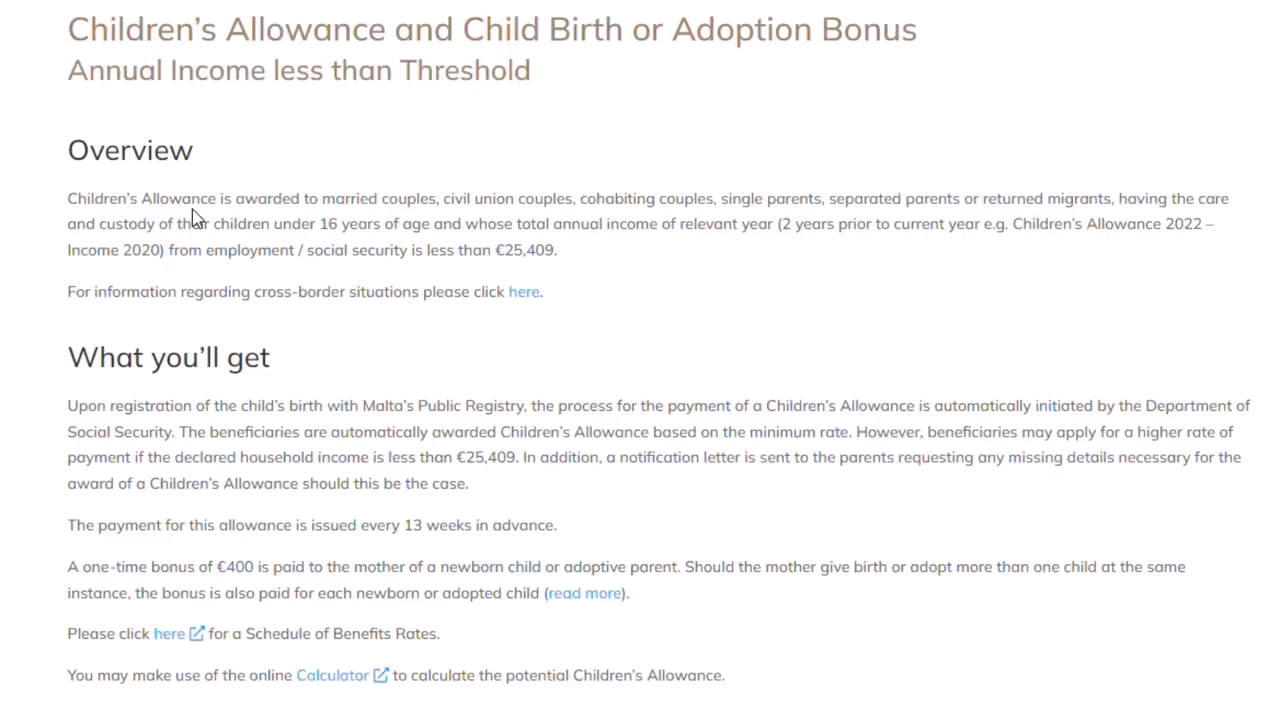 Children’s Allowance and Child Birth or Adoption Bonus
Annual Income less than Threshold
Overview
Children’s Allowance is awarded to married couples, civil union couples, cohabiting couples, single parents, separated parents or returned migrants, having the care
and custody of their children under 16 years of age and whose total annual income of relevant year (2 years prior to current year e.g. Children’s Allowance 2022 –
Income 2020) from employment / social security is less than €25,409.
For information regarding cross-border situations please click here.
What you’ll get
Upon registration of the child’s birth with Malta’s Public Registry, the process for the payment of a Children’s Allowance is automatically initiated by the Department of
Social Security. The beneficiaries are automatically awarded Children’s Allowance based on the minimum rate. However, beneficiaries may apply for a higher rate of
payment if the declared household income is less than €25,409. In addition, a notification letter is sent to the parents requesting any missing details necessary for the
award of a Children’s Allowance should this be the case.
The payment for this allowance is issued every 13 weeks in advance.
A one-time bonus of €400 is paid to the mother of a newborn child or adoptive parent. Should the mother give birth or adopt more than one child at the same
instance, the bonus is also paid for each newborn or adopted child (read more).
Please click here for a Schedule of Benefits Rates.
You may make use of the online Calculator to calculate the potential Children’s Allowance.